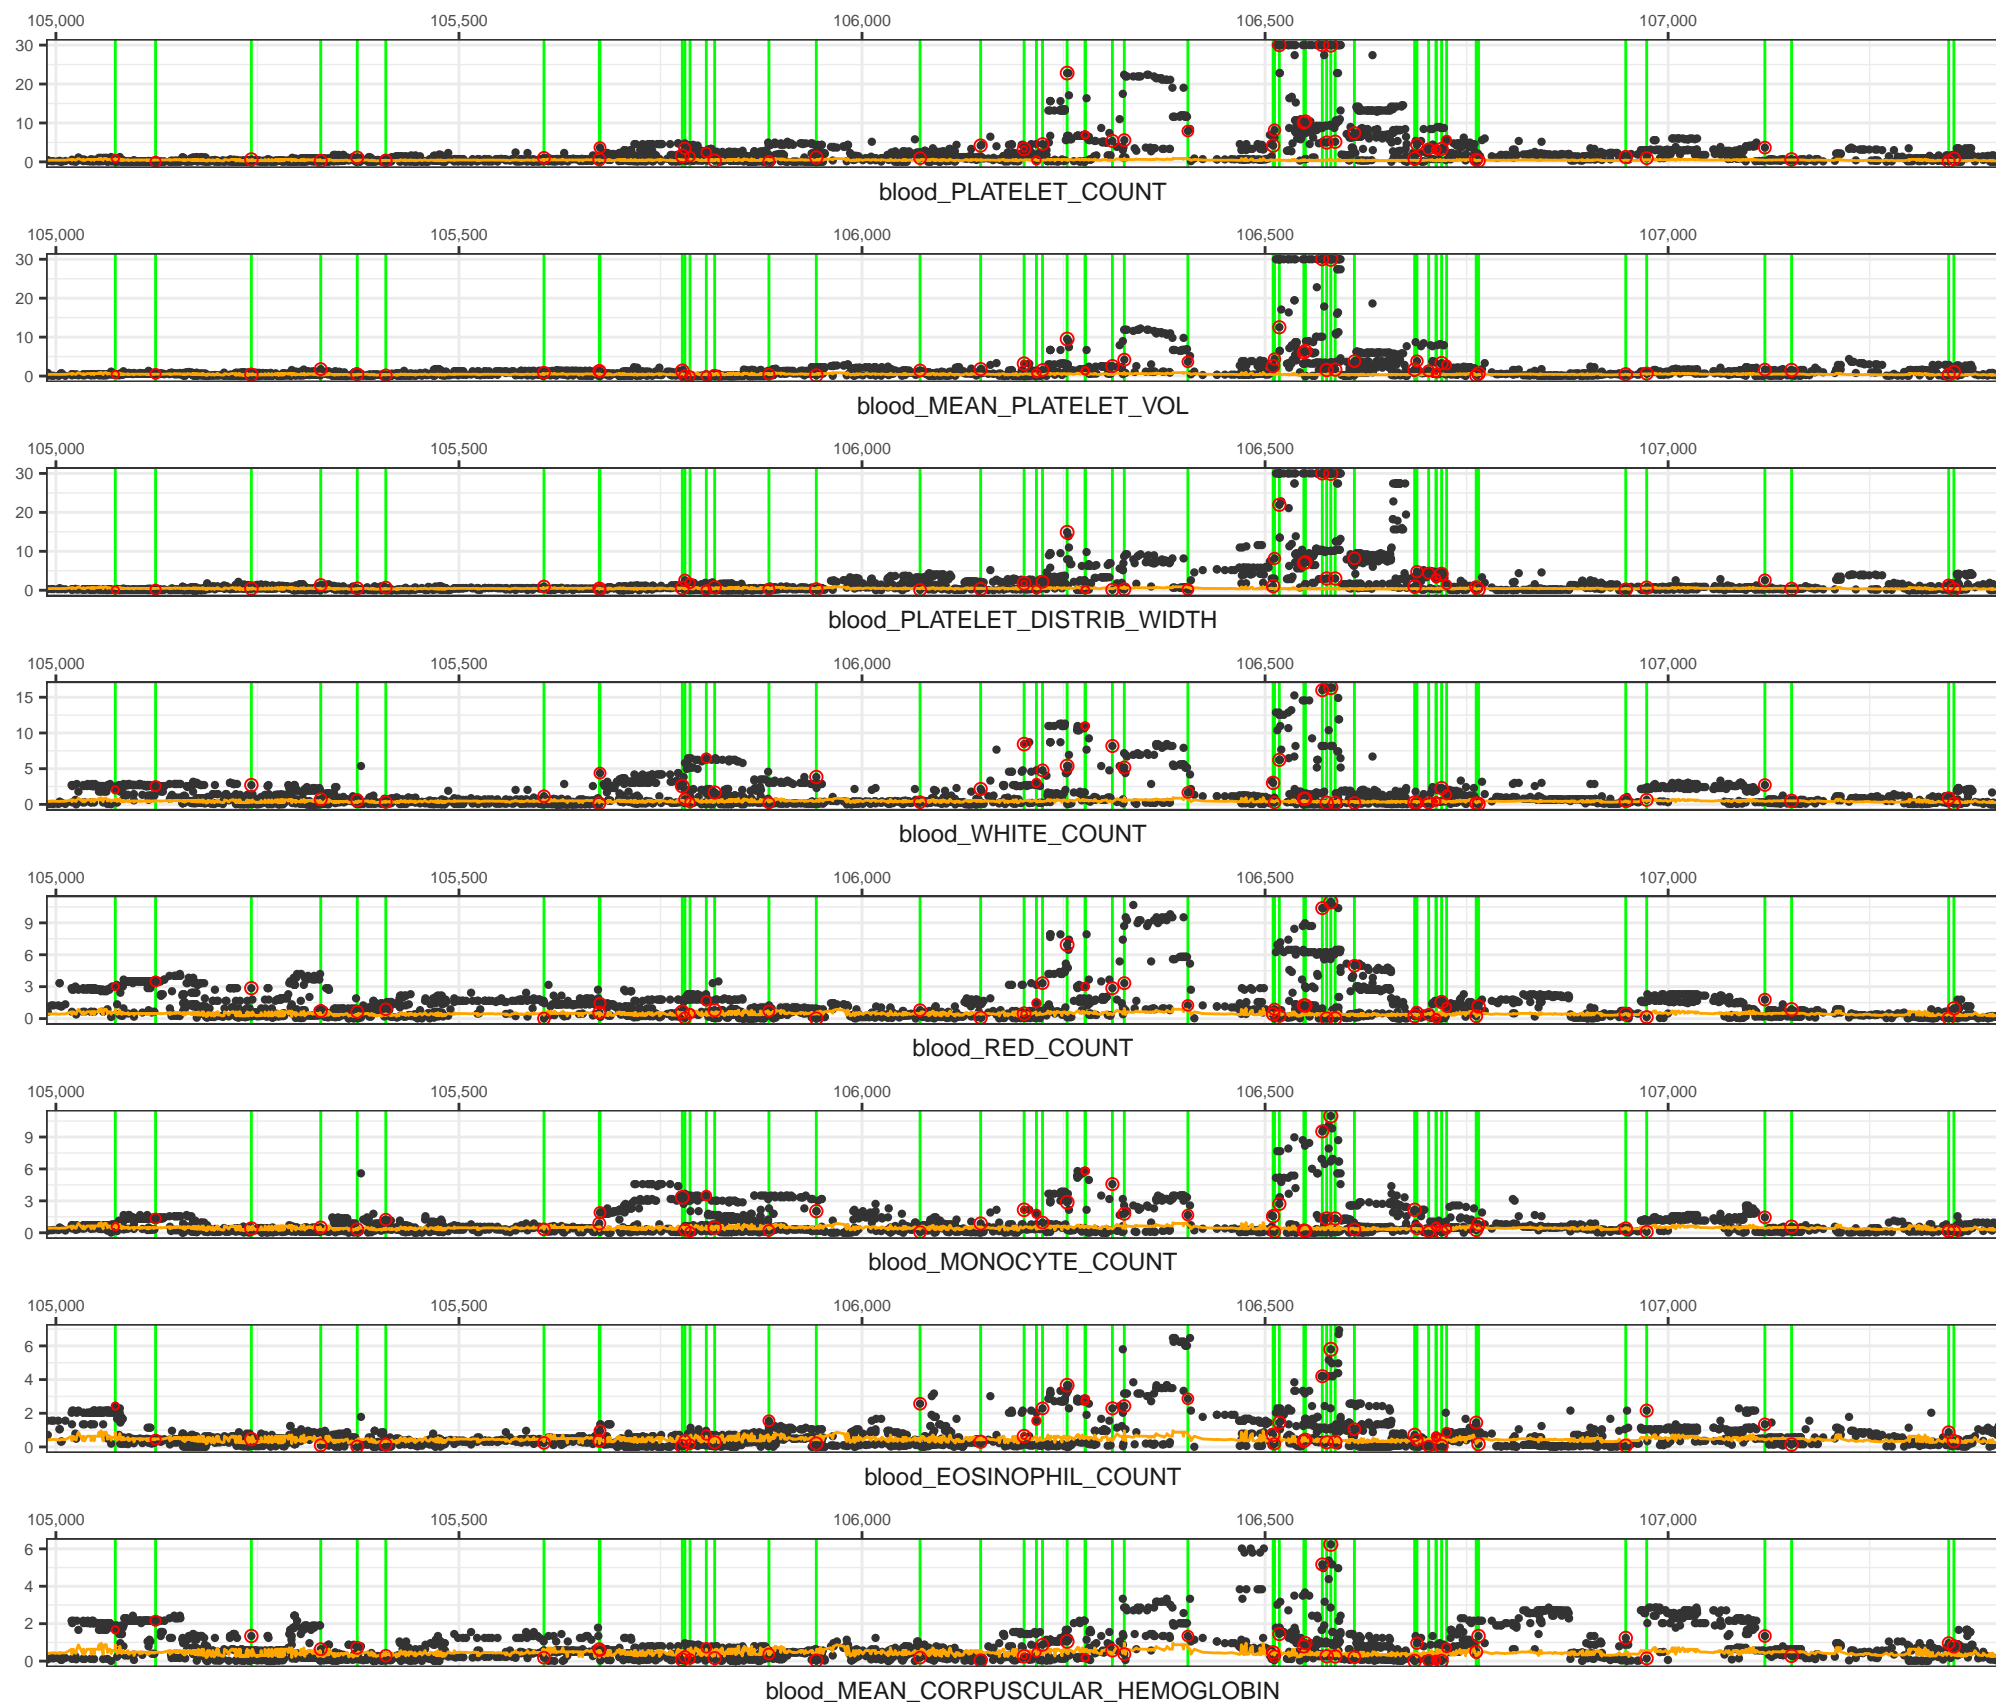 105,000 105,500 106,000 106,500 107,000
30
20
10
0
blood_PLATELET_COUNT
105,000 105,500 106,000 106,500 107,000
30
20
10
0
blood_MEAN_PLATELET_VOL
105,000 105,500 106,000 106,500 107,000
30
20
10
0
blood_PLATELET_DISTRIB_WIDTH
105,000 105,500 106,000 106,500 107,000
15
10
5
0
blood_WHITE_COUNT
105,000 105,500 106,000 106,500 107,000
9
6
3
0
blood_RED_COUNT
105,000 105,500 106,000 106,500 107,000
9
6
3
0
blood_MONOCYTE_COUNT
105,000 105,500 106,000 106,500 107,000
6
4
2
0
blood_EOSINOPHIL_COUNT
105,000 105,500 106,000 106,500 107,000
6
4
2
0
blood_MEAN_CORPUSCULAR_HEMOGLOBIN